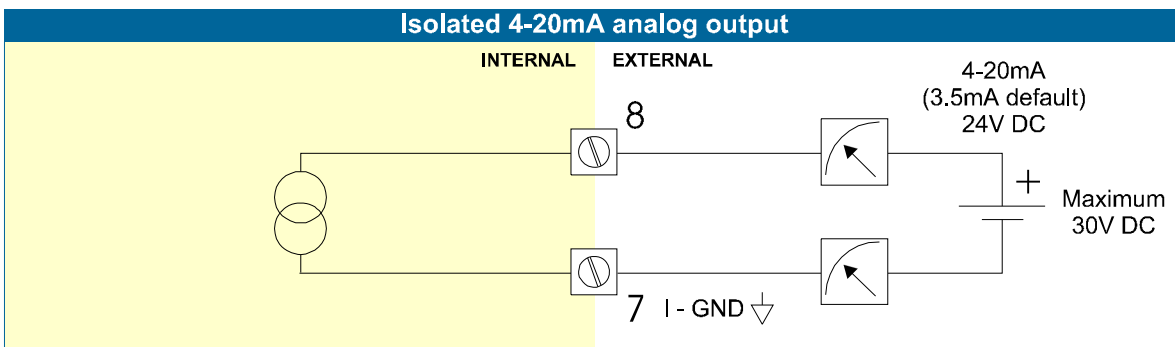 Isolated 4-20mA analog output
INTERNAL EXTERNAL
4-20mA
(3.5mA default)
24V DC
8
+
Maximum
30V DC
7 I - GND